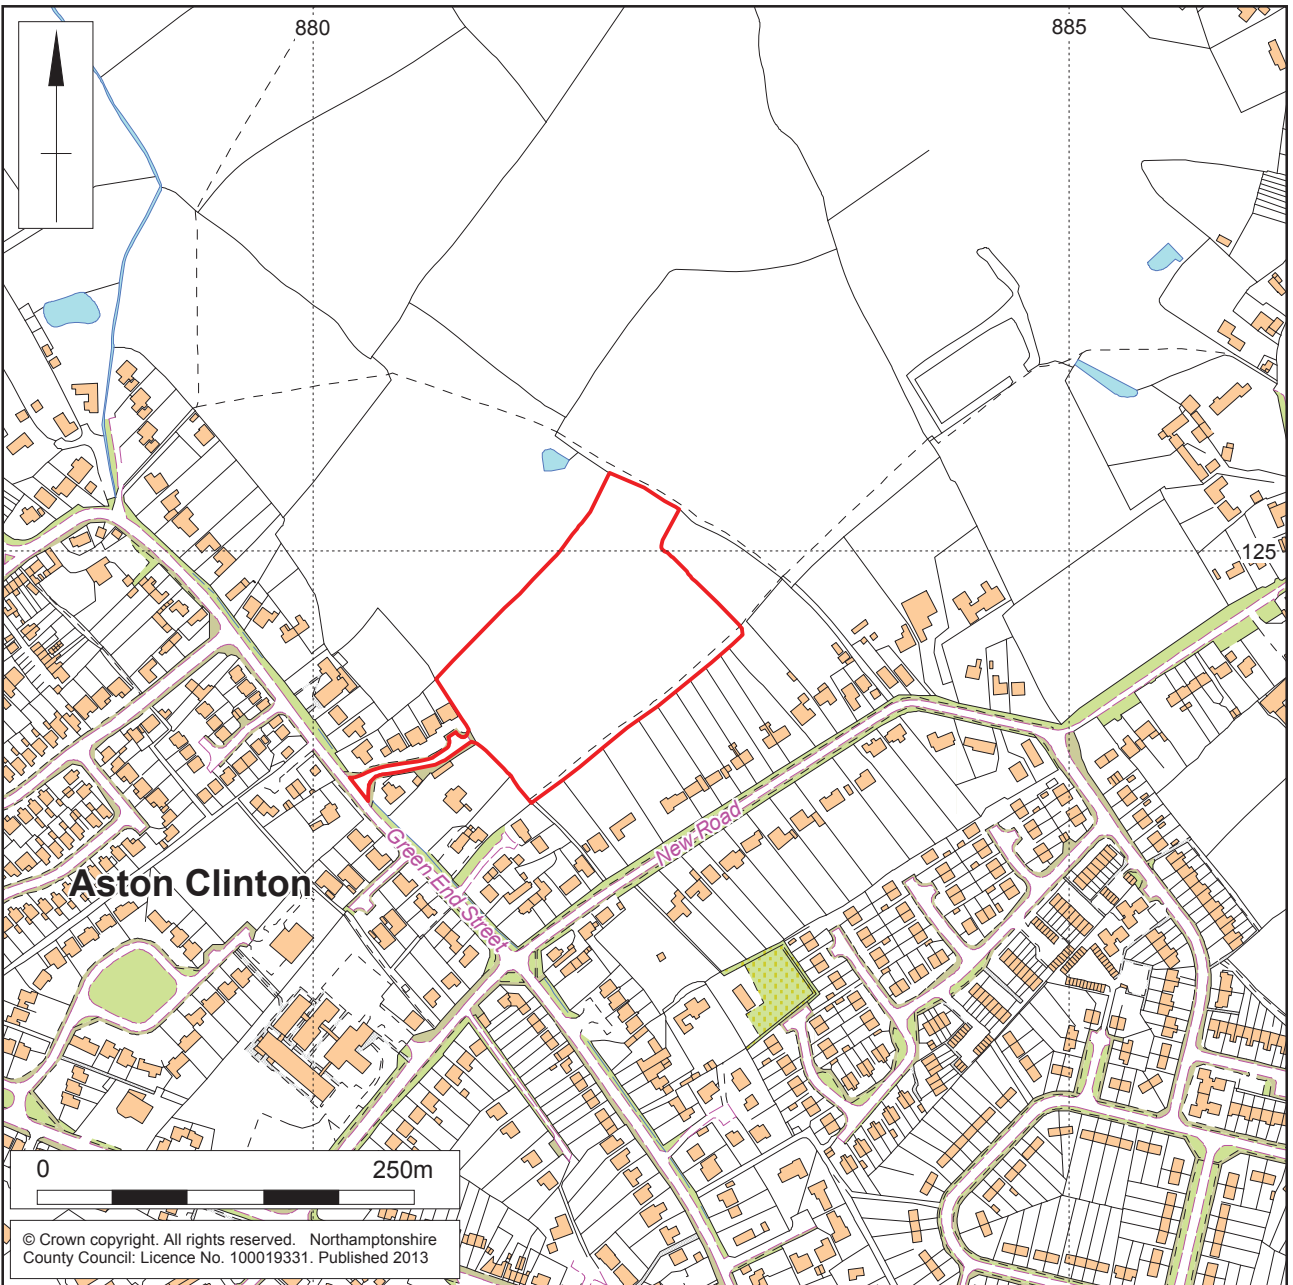 880
885
125
Green End Street
New Road
Aston Clinton
0 250m
© Crown copyright. All rights reserved. Northamptonshire
County Council: Licence No. 100019331. Published 2013